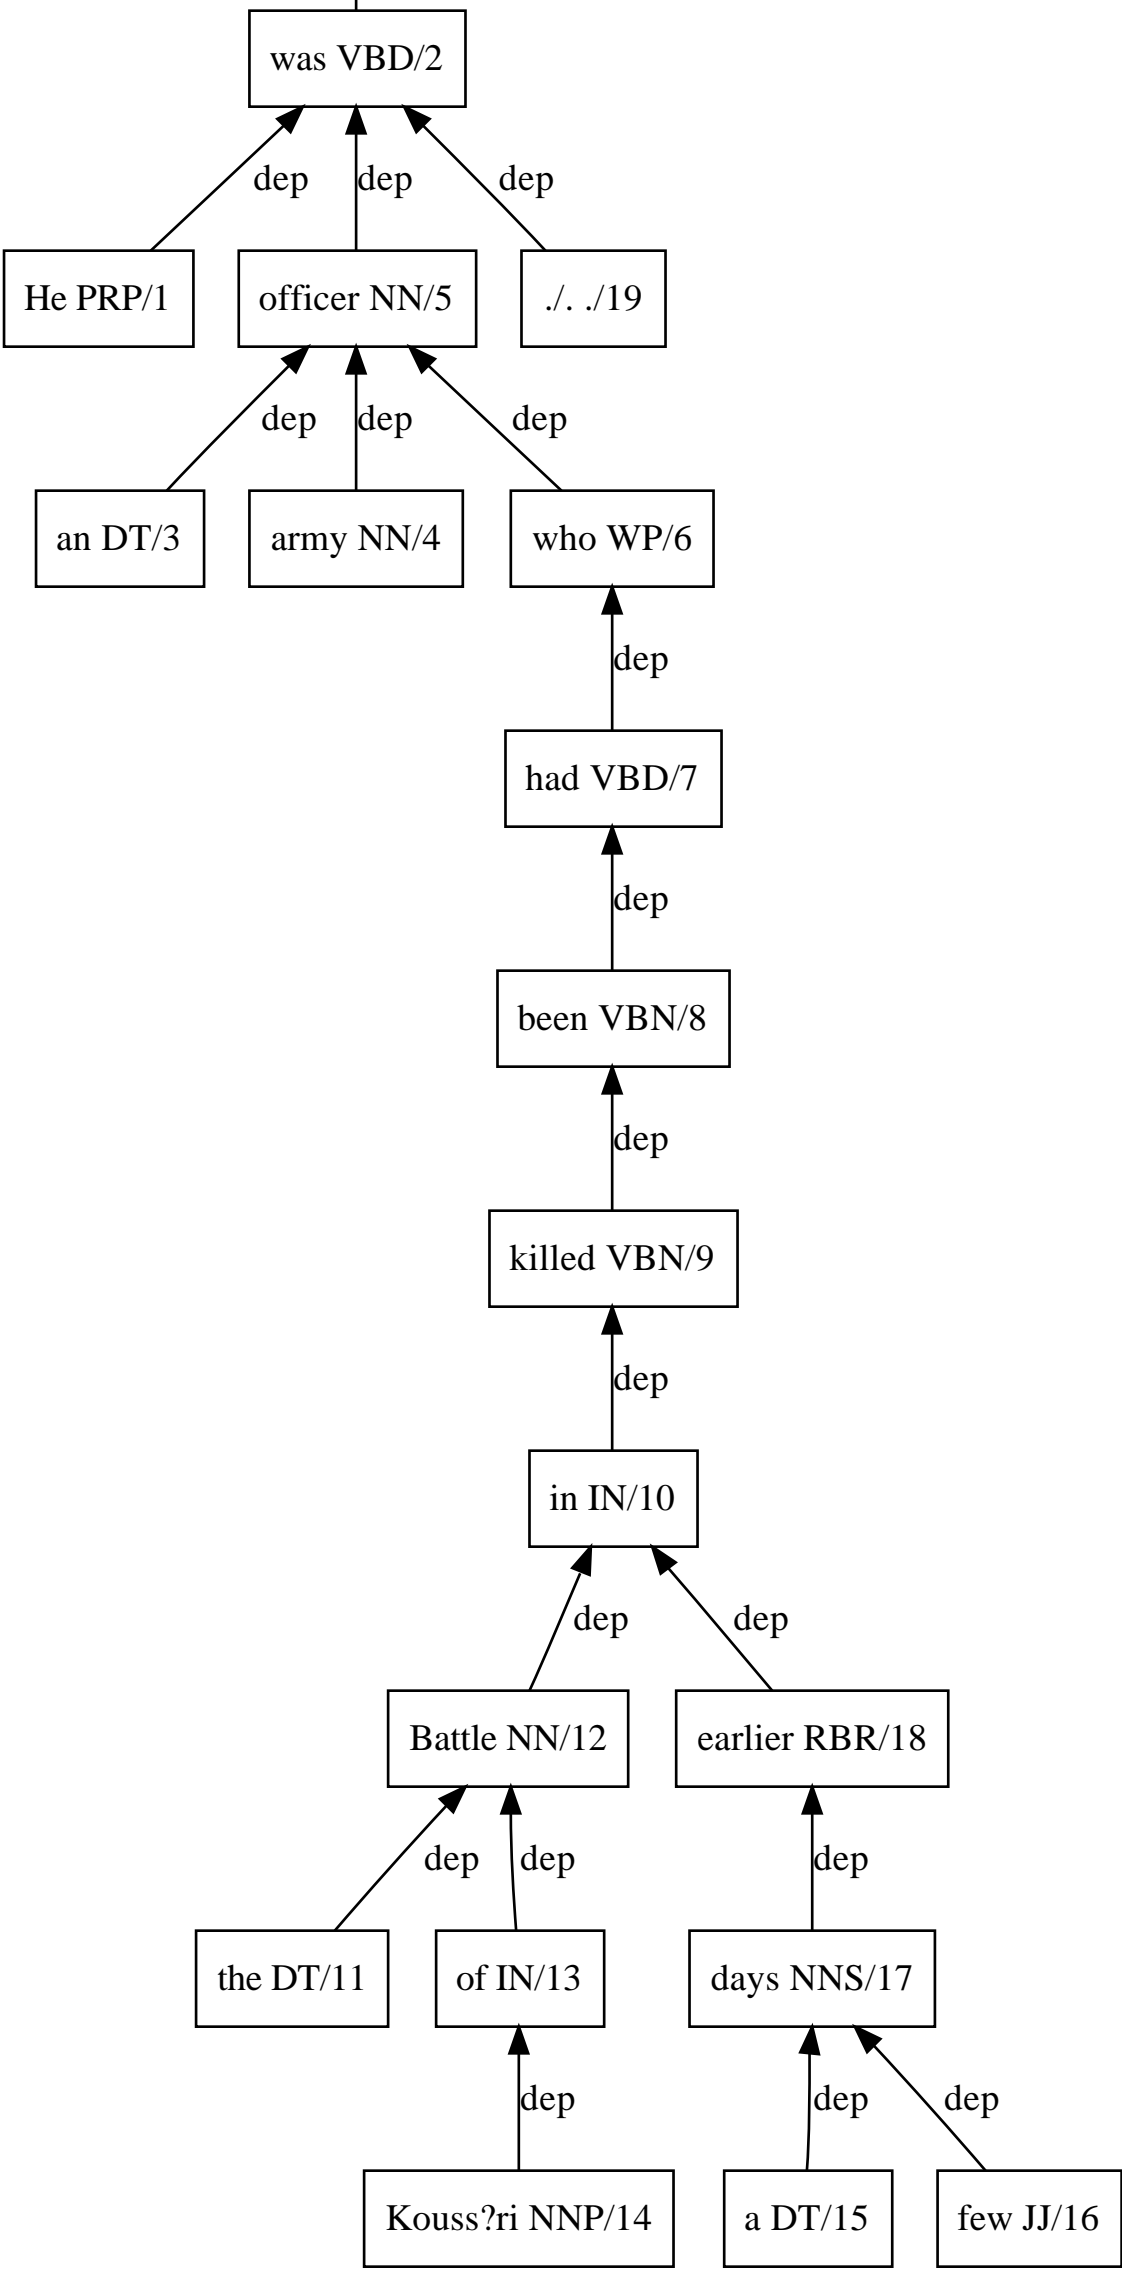 was VBD/2
dep dep dep
He PRP/1 officer NN/5 ./. ./19
dep dep dep
an DT/3 army NN/4 who WP/6
dep
had VBD/7
dep
been VBN/8
dep
killed VBN/9
dep
in IN/10
dep dep
Battle NN/12 earlier RBR/18
dep dep dep
the DT/11 of IN/13 days NNS/17
dep dep dep
Kouss?ri NNP/14 a DT/15 few JJ/16